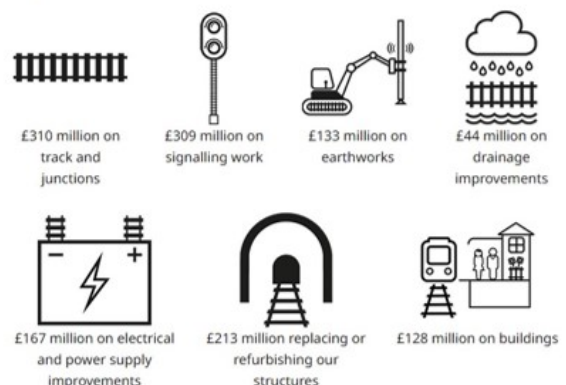 £310 million on
track and
junctions
£309 million on
signalling work
£133 million on
earthworks
£44 million on
drainage
improvements
£167 million on electrical
and power supply
improvements
£213 million replacing or
refurbishing our
structures
£128 million on buildings